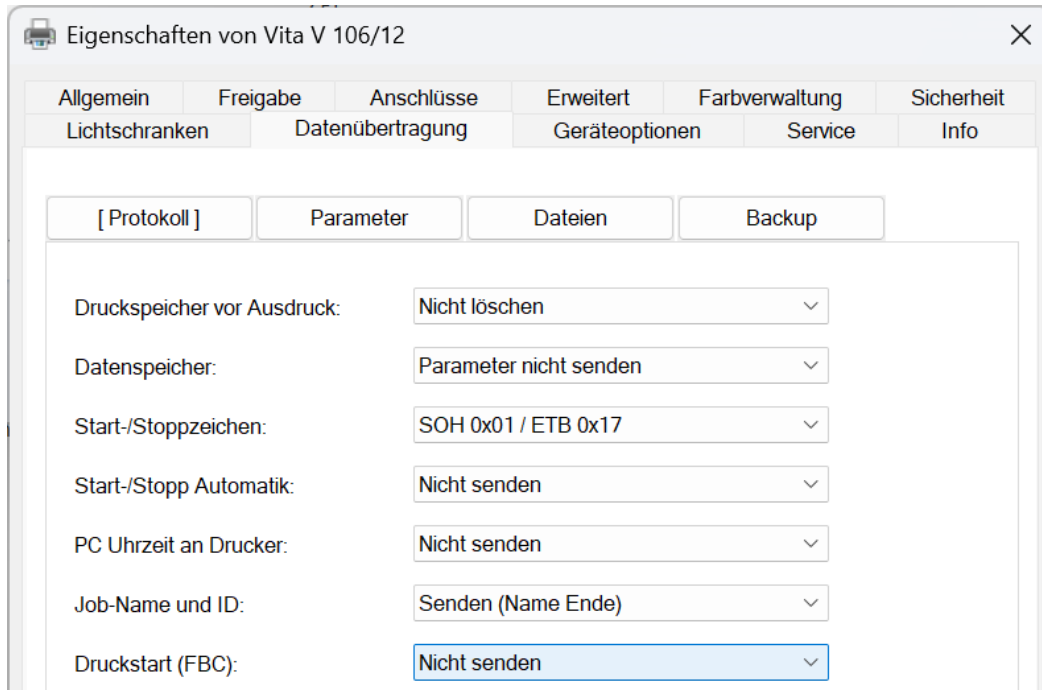 Eigenschaften von Vita V 106/12
Allgemein Freigabe Anschlüsse Erweitert Farbverwaltung Sicherheit
Lichtschranken Datenübertragung Geräteoptionen Service Info
[ Protokoll ] Parameter Dateien Backup
Druckspeicher vor Ausdruck: Nicht löschen
Datenspeicher: Parameter nicht senden
Start-/Stoppzeichen: SOH 0x01 / ETB 0x17
Start-/Stopp Automatik: Nicht senden
PC Uhrzeit an Drucker: Nicht senden
Job-Name und ID: Senden (Name Ende)
Druckstart (FBC): Nicht senden